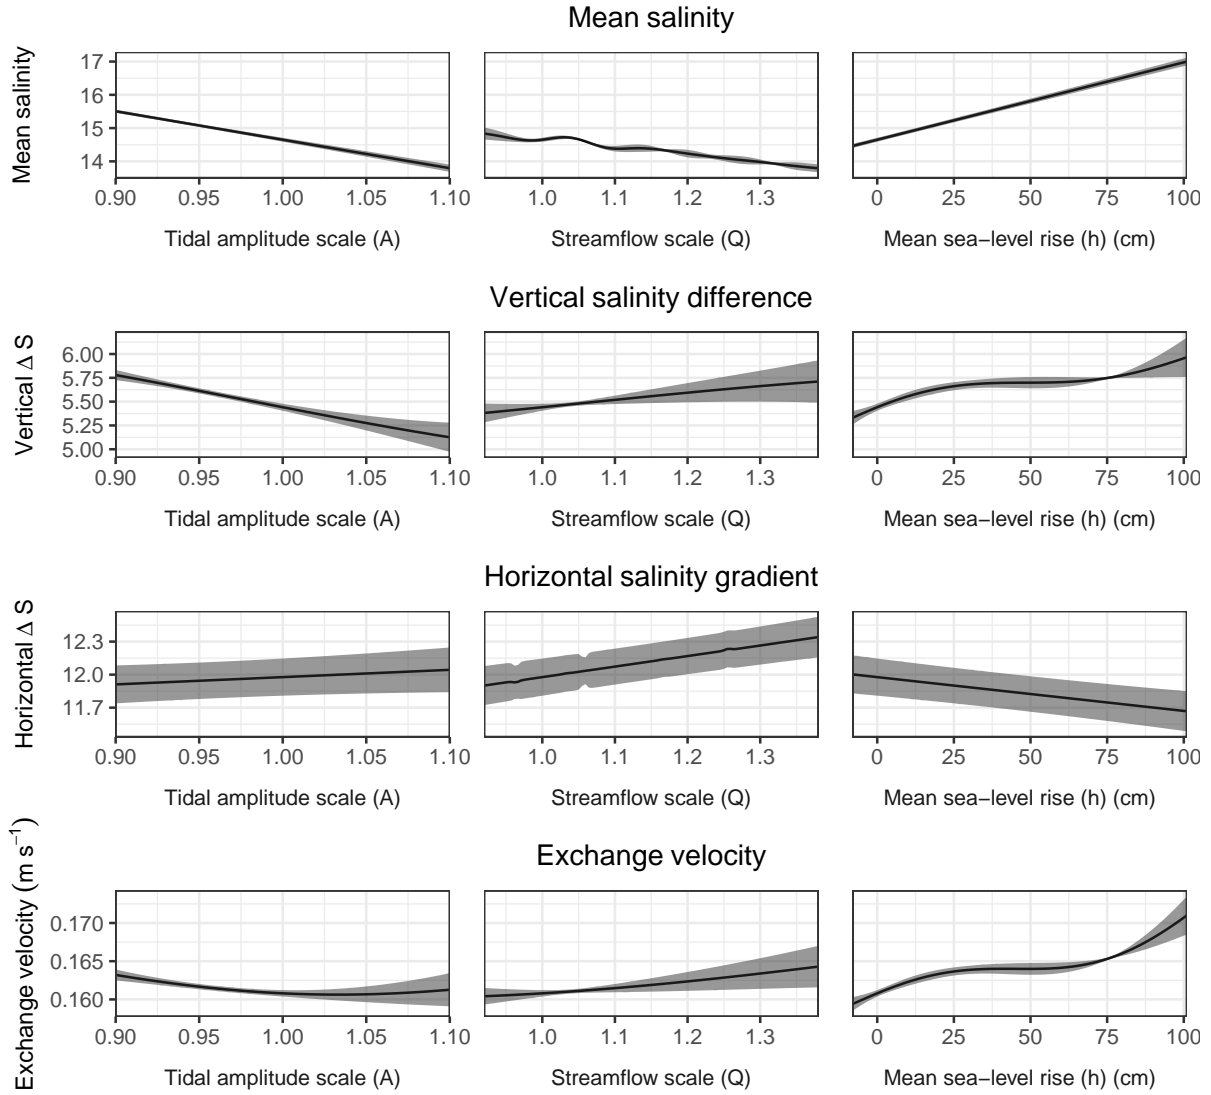 Mean salinity
Mean salinity
17
16
15
14
0.90 0.95 1.00 1.05 1.10
1.0 1.1 1.2 1.3
0 25 50 75 100
Tidal amplitude scale (A)
Streamflow scale (Q)
Mean sea−level rise (h) (cm)
Vertical salinity difference
Vertical Δ S
6.00
5.75
5.50
5.25
5.00
0.90 0.95 1.00 1.05 1.10
1.0 1.1 1.2 1.3
0 25 50 75 100
Tidal amplitude scale (A)
Streamflow scale (Q)
Mean sea−level rise (h) (cm)
Horizontal salinity gradient
Horizontal Δ S
12.3
12.0
11.7
0.90 0.95 1.00 1.05 1.10
1.0 1.1 1.2 1.3
0 25 50 75 100
Tidal amplitude scale (A)
Streamflow scale (Q)
Mean sea−level rise (h) (cm)
Exchange velocity
Exchange velocity (m s⁻¹)
0.170
0.165
0.160
0.90 0.95 1.00 1.05 1.10
1.0 1.1 1.2 1.3
0 25 50 75 100
Tidal amplitude scale (A)
Streamflow scale (Q)
Mean sea−level rise (h) (cm)